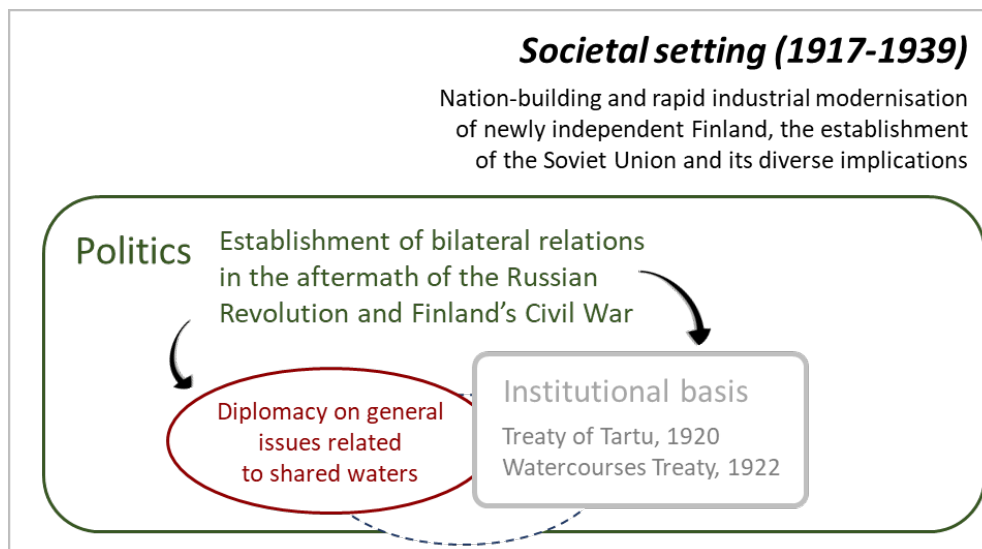 Societal setting (1917-1939)
Nation-building and rapid industrial modernisation
of newly independent Finland, the establishment
of the Soviet Union and its diverse implications
Politics
Establishment of bilateral relations
in the aftermath of the Russian
Revolution and Finland's Civil War
Diplomacy on general
issues related
to shared waters
Institutional basis
Treaty of Tartu, 1920
Watercourses Treaty, 1922